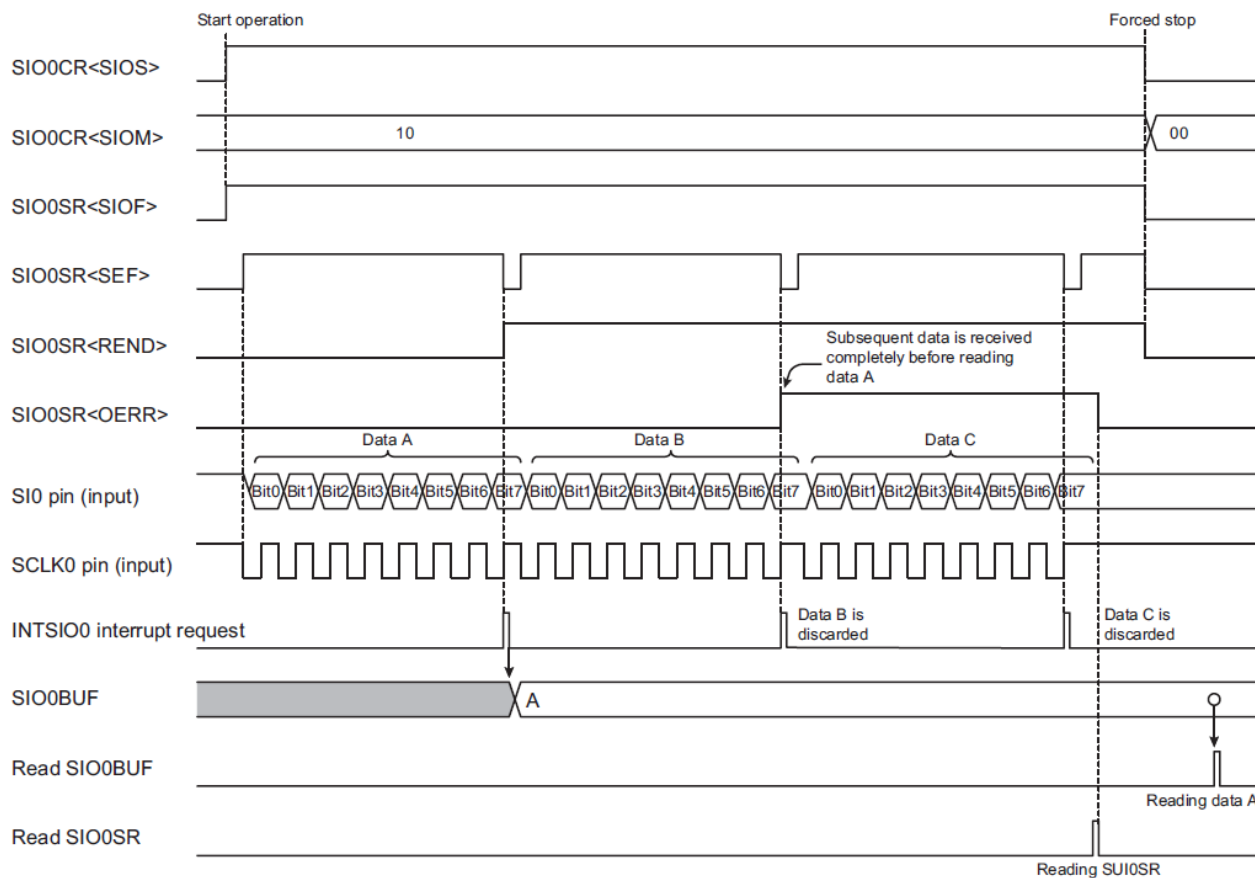 Start operation
Forced stop
SIO0CR<SIOS>
SIO0CR<SIOM>
10
00
SIO0SR<SIOF>
SIO0SR<SEF>
SIO0SR<REND>
Subsequent data is received
completely before reading
data A
SIO0SR<OERR>
Data A
Data B
Data C
SI0 pin (input)
Bit0 Bit1 Bit2 Bit3 Bit4 Bit5 Bit6 Bit7 Bit0 Bit1 Bit2 Bit3 Bit4 Bit5 Bit6 Bit7 Bit0 Bit1 Bit2 Bit3 Bit4 Bit5 Bit6 Bit7
SCLK0 pin (input)
INTSIO0 interrupt request
Data B is
discarded
Data C is
discarded
SIO0BUF
A
Read SIO0BUF
Reading data A
Read SIO0SR
Reading SUI0SR